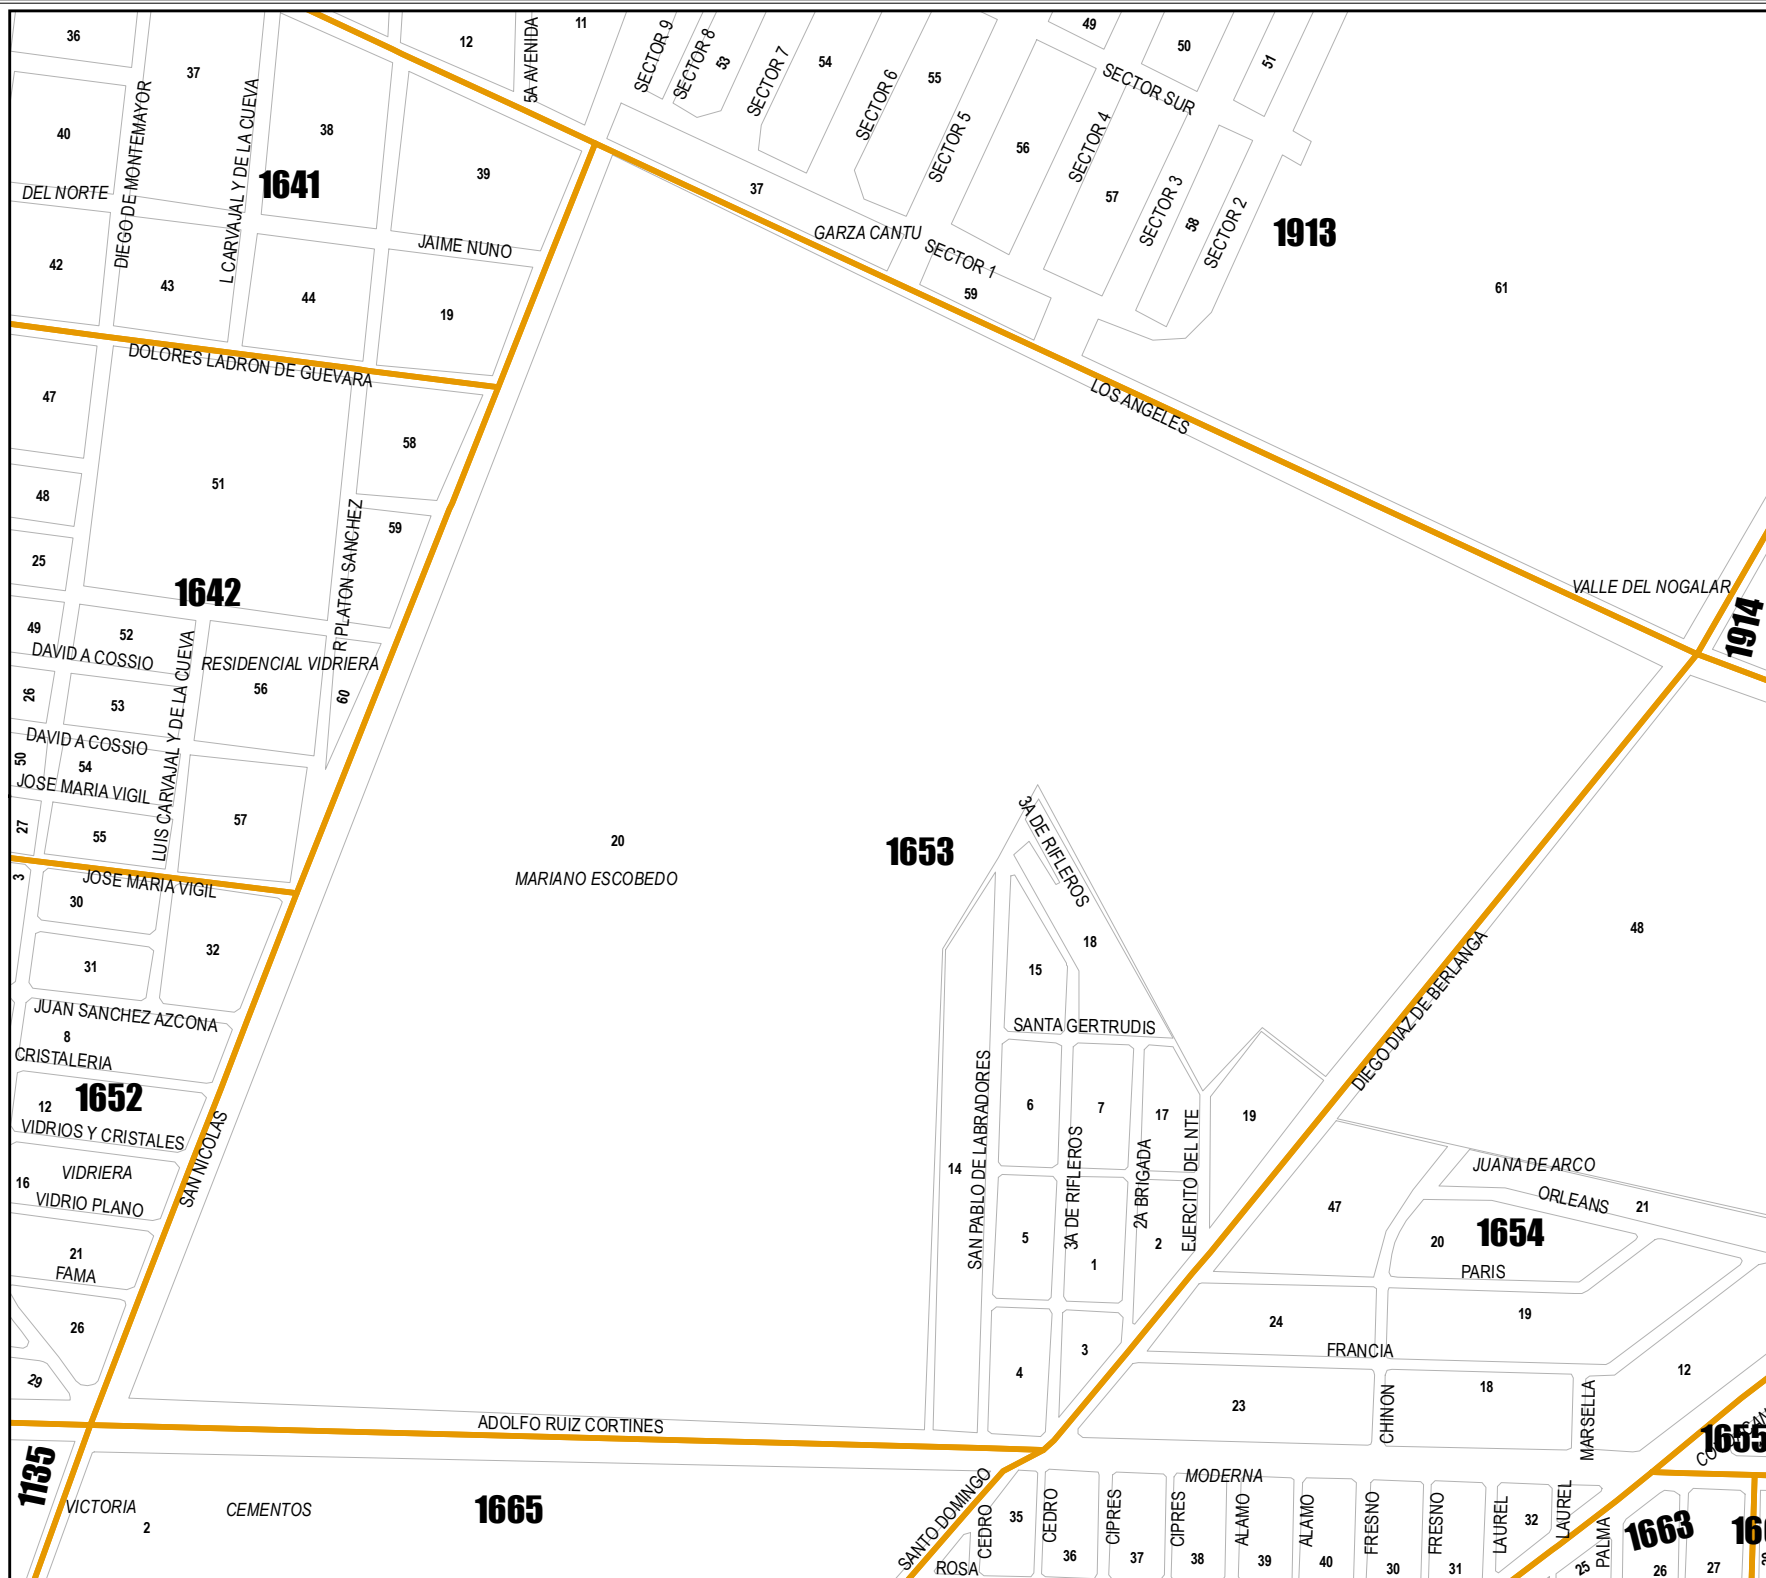 36
37
12
5A AVENIDA
11
SECTOR 9
SECTOR 8
53
SECTOR 7
54
SECTOR 6
55
49
50
51
SECTOR SUR
40
DIEGO DE MONTEMAYOR
L CARVAJAL Y DE LA CUEVA
38
39
37
SECTOR 5
56
SECTOR 4
57
SECTOR 3
58
SECTOR 2
DEL NORTE
1641
1913
GARZA CANTU
SECTOR 1
59
61
42
43
44
JAIME NUNO
19
DOLORES LADRON DE GUEVARA
LOS ANGELES
47
58
51
48
59
25
R PLATON SANCHEZ
1642
VALLE DEL NOGALAR
1914
49
52
DAVID A COSSIO
RESIDENCIAL VIDRIERA
56
60
26
53
LUIS CARVAJAL Y DE LA CUEVA
DAVID A COSSIO
50
54
JOSE MARIA VIGIL
27
55
57
20
MARIANO ESCOBEDO
1653
3A DE RIFLEROS
3
JOSE MARIA VIGIL
30
32
31
18
15
48
DIEGO DIAZ DE BERLANGA
JUAN SANCHEZ AZCONA
8
CRISTALERIA
SANTA GERTRUDIS
1652
12
VIDRIOS Y CRISTALES
SAN NICOLAS
VIDRIERA
16
VIDRIO PLANO
21
FAMA
26
29
6
7
17
19
14
SAN PABLO DE LABRADORES
3A DE RIFLEROS
2A BRIGADA
EJERCITO DEL NTE
5
1
2
4
3
JUANA DE ARCO
ORLEANS
21
47
20
1654
PARIS
24
19
FRANCIA
12
23
CHINON
18
MARSELLA
ADOLFO RUIZ CORTINES
1655
1135
VICTORIA
2
CEMENTOS
1665
SANTO DOMINGO
MODERNA
CEDRO
35
CEDRO
36
CIPRES
37
CIPRES
38
ALAMO
39
ALAMO
40
FRESNO
30
FRESNO
31
LAUREL
32
LAUREL
25
PALMA
1663
26
27
ROSA